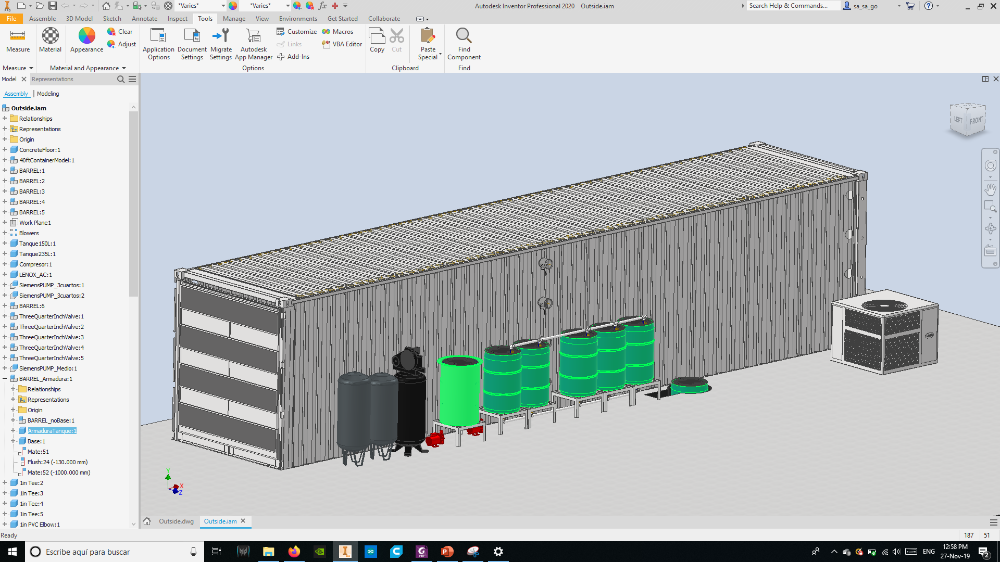 *Varies*
*Varies*
Autodesk Inventor Professional 2020 Outside.iam
Search Help & Commands...
sa_sa_go
File Assemble 3D Model Sketch Annotate Inspect Tools Manage View Environments Get Started Collaborate
Measure
Material
Appearance
Clear
Adjust
Application Options
Document Settings
Migrate Settings
Autodesk App Manager
Customize
Links
Add-Ins
Macros
VBA Editor
Copy
Cut
Paste Special
Find Component
Measure
Material and Appearance
Options
Clipboard
Find
Model
Representations
Assembly | Modeling
Outside.iam
Relationships
Representations
Origin
ConcreteFloor:1
40ftContainerModel:1
BARREL:1
BARREL:2
BARREL:3
BARREL:4
BARREL:5
Work Plane1
Blowers
Tanque150L:1
Tanque235L:1
Compresor:1
LENOX_AC:1
SiemensPUMP_3cuartos:1
SiemensPUMP_3cuartos:2
BARREL:6
ThreeQuarterInchValve:1
ThreeQuarterInchValve:2
ThreeQuarterInchValve:3
ThreeQuarterInchValve:4
ThreeQuarterInchValve:5
SiemensPUMP_Medio:1
BARREL_Armadura:1
Relationships
Representations
Origin
BARREL_noBase:1
ArmaduraTanque:1
Base:1
Mate:51
Flush:24 (-130.000 mm)
Mate:52 (-1000.000 mm)
1in Tee:2
1in Tee:3
1in Tee:4
1in Tee:5
1in PVC Elbow:1
LEFT
FRONT
Y
X
Z
Outside.dwg
Outside.iam
Ready
187 51
Escribe aquí para buscar
ENG
12:58 PM
27-Nov-19
2